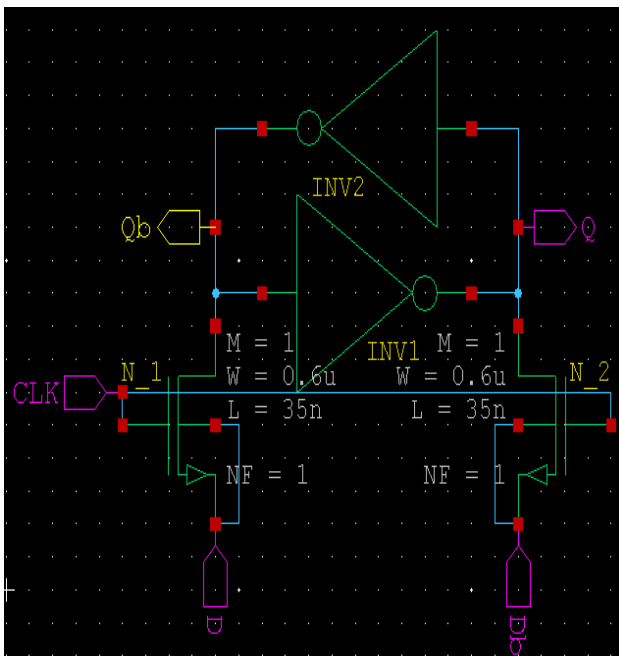 INV2
Qb
Q
INV1
M = 1
M = 1
N_1
N_2
W = 0.6u
W = 0.6u
CLK
L = 35n
L = 35n
NF = 1
NF = 1
D
Db